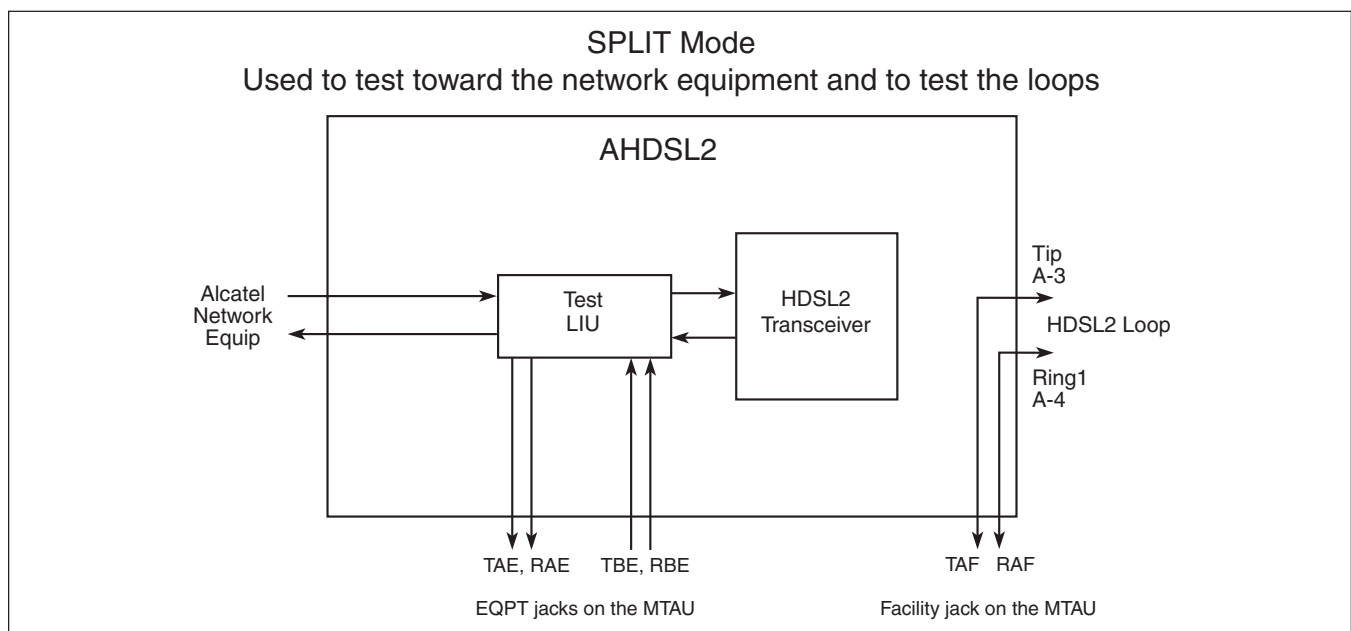 SPLIT Mode
Used to test toward the network equipment and to test the loops
AHDSL2
Alcatel
Network
Equip
Test
LIU
HDSL2
Transceiver
Tip
A-3
HDSL2 Loop
Ring1
A-4
TAE, RAE
TBE, RBE
TAF
RAF
EQPT jacks on the MTAU
Facility jack on the MTAU